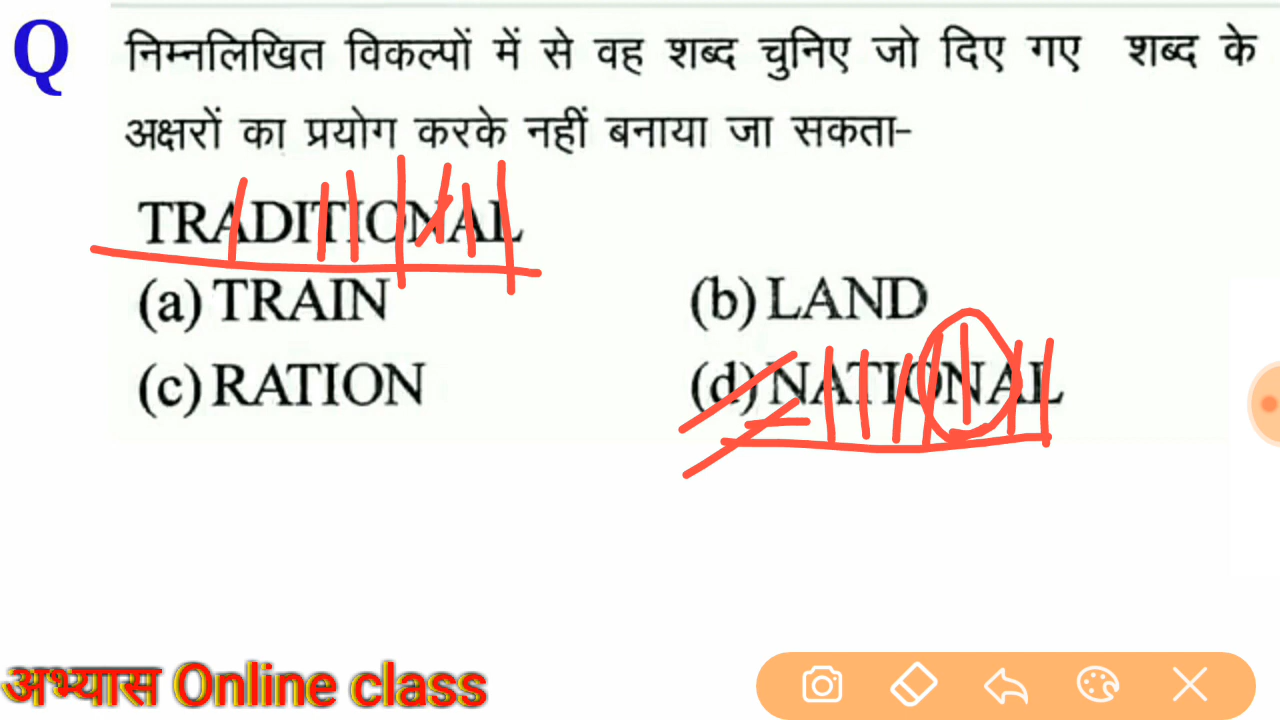 Q निम्नलिखित विकल्पों में से वह शब्द चुनिए जो दिए गए शब्द के
अक्षरों का प्रयोग करके नहीं बनाया जा सकता-
TRADITIONAL
(a) TRAIN (b) LAND
(c) RATION (d) NATIONAL
अभ्यास Online class